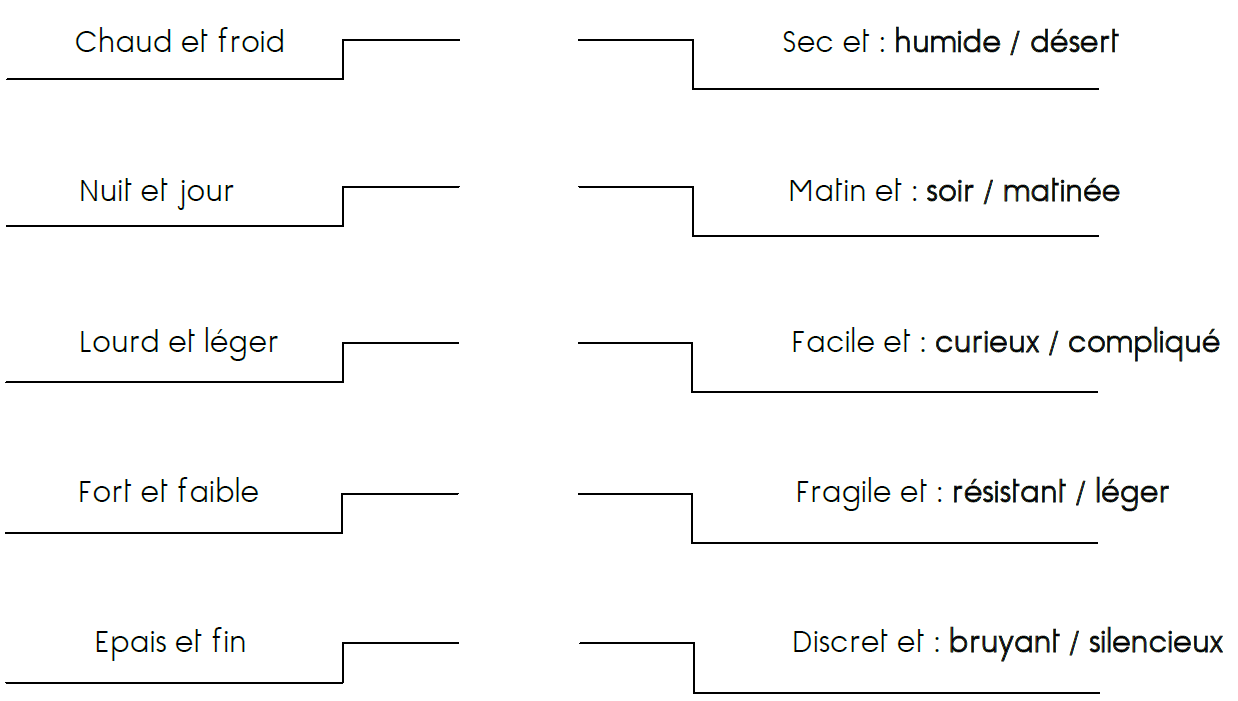 Chaud et froid Sec et : humide / désert
Nuit et jour Matin et : soir / matinée
Lourd et léger Facile et : curieux / compliqué
Fort et faible Fragile et : résistant / léger
Epais et fin Discret et : bruyant / silencieux